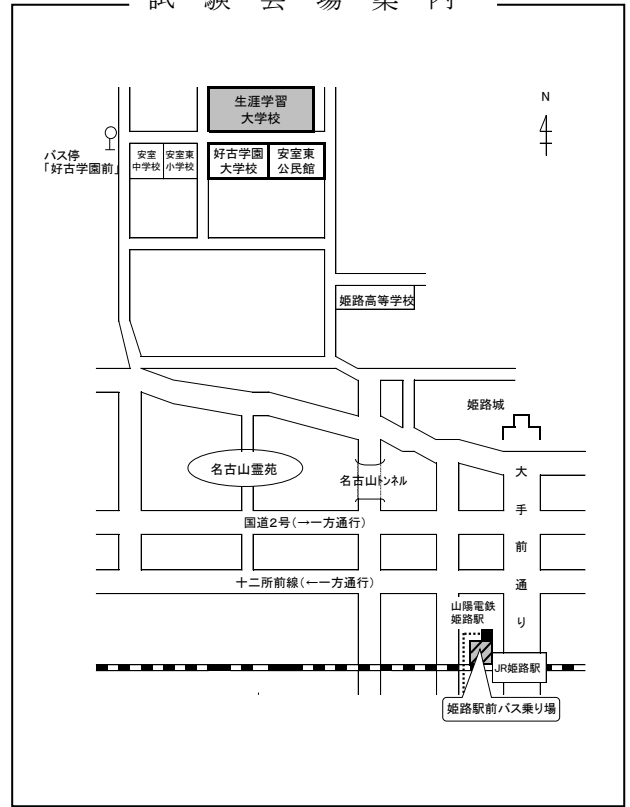 試験会場案内
生涯学習
大学校
N
バス停
「好古学園前」
安室
中学校
安室東
小学校
好古学園
大学校
安室東
公民館
姫路高等学校
姫路城
名古山霊苑
名古山トンネル
大手前通り
国道2号(→一方通行)
十二所前線(←一方通行)
山陽電鉄
姫路駅
JR姫路駅
姫路駅前バス乗り場